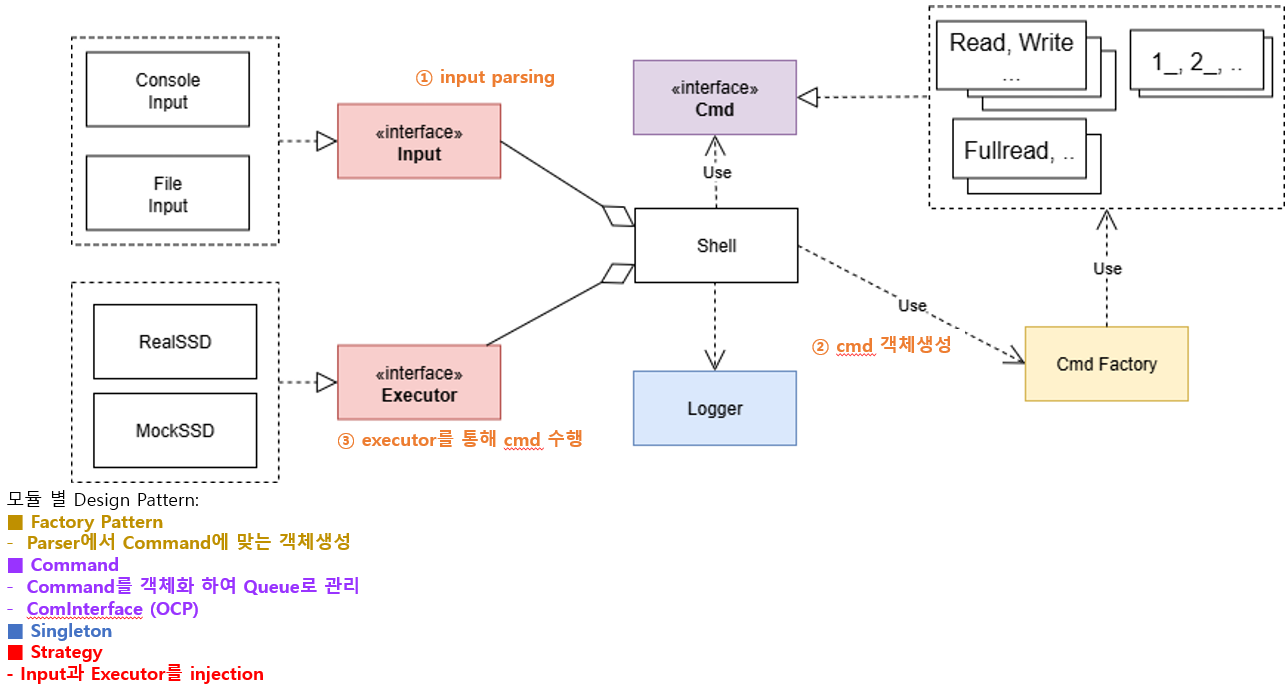 Console
Input
File
Input
① input parsing
«interface»
Input
«interface»
Cmd
Read, Write
...
1_, 2_, ..
Fullread, ..
Use
Shell
Use
Use
② cmd 객체생성
Cmd Factory
RealSSD
MockSSD
«interface»
Executor
③ executor를 통해 cmd 수행
Logger
모듈 별 Design Pattern:
■ Factory Pattern
- Parser에서 Command에 맞는 객체생성
■ Command
- Command를 객체화 하여 Queue로 관리
- ComInterface (OCP)
■ Singleton
■ Strategy
- Input과 Executor를 injection